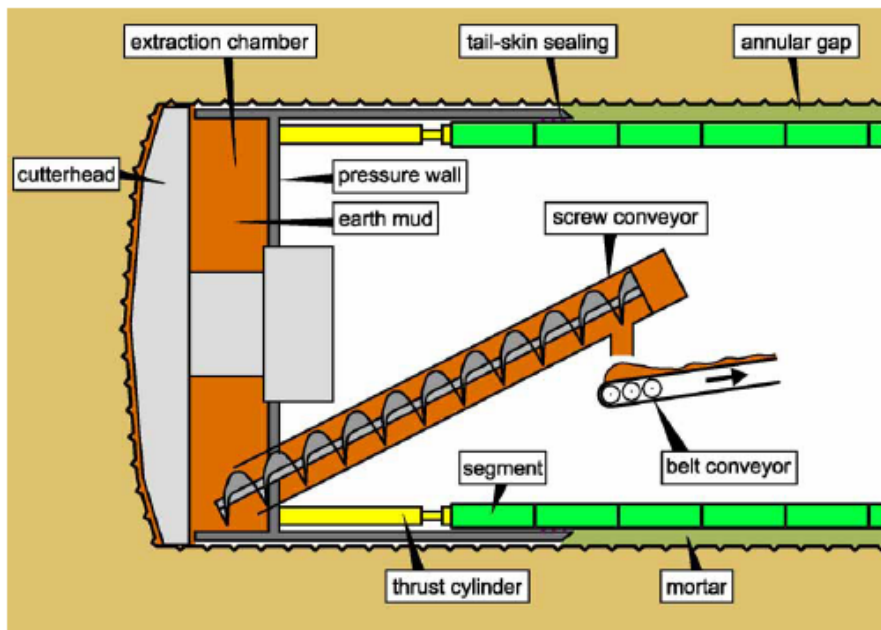 extraction chamber
tail-skin sealing
annular gap
cutterhead
pressure wall
earth mud
screw conveyor
segment
belt conveyor
thrust cylinder
mortar